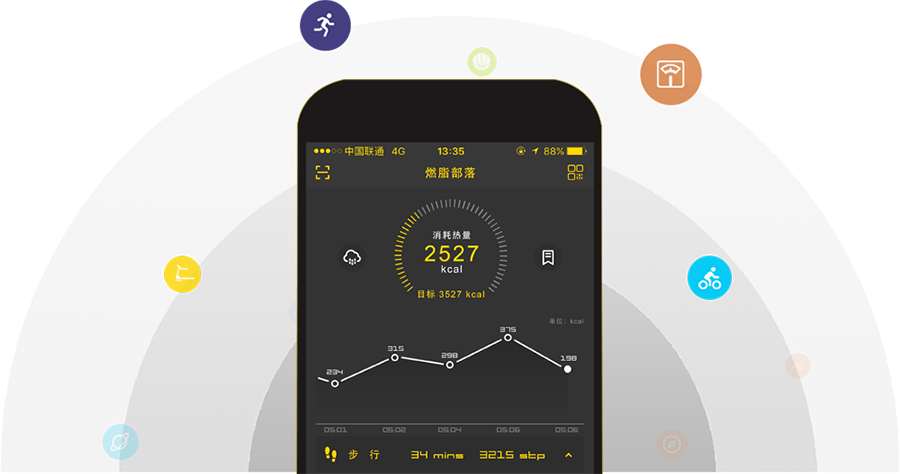 中国联通 4G 13:35 88%
燃脂部落
消耗热量
2527
kcal
目标 3527 kcal
单位：kcal
375
315
298
198
234
05.01 05.02 05.04 05.06 05.06
步行 34 mins 3215 stp